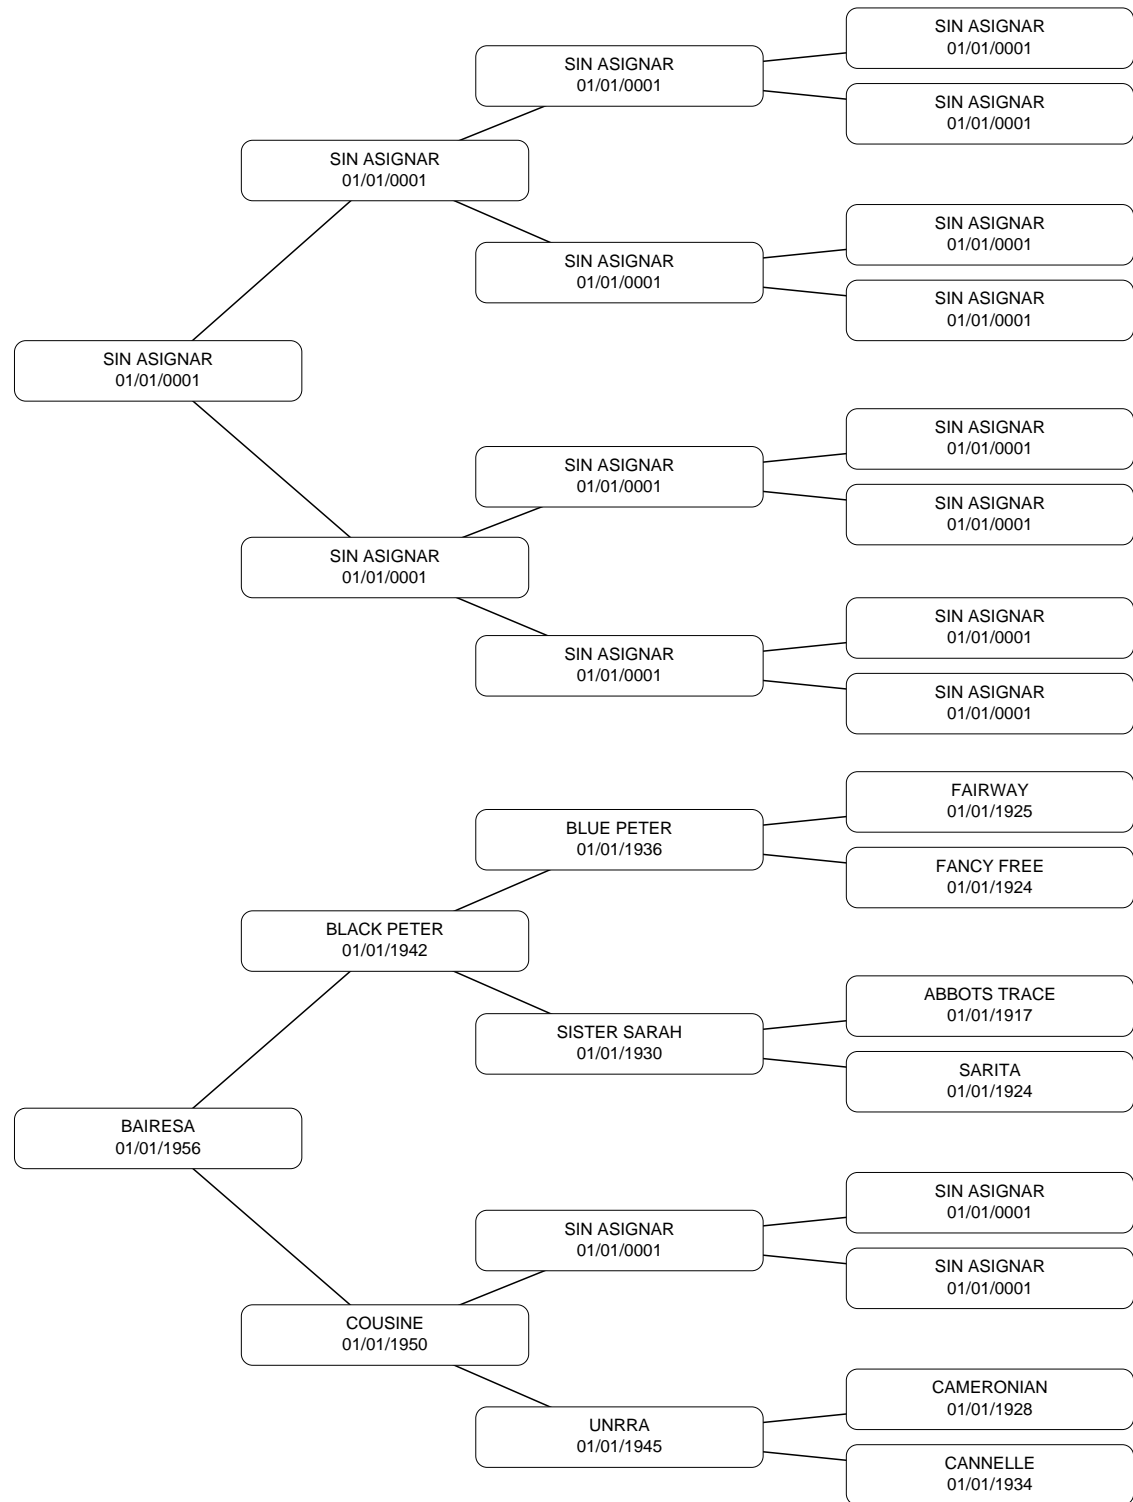 SIN ASIGNAR
01/01/0001
SIN ASIGNAR
01/01/0001
SIN ASIGNAR
01/01/0001
SIN ASIGNAR
01/01/0001
SIN ASIGNAR
01/01/0001
SIN ASIGNAR
01/01/0001
SIN ASIGNAR
01/01/0001
SIN ASIGNAR
01/01/0001
SIN ASIGNAR
01/01/0001
SIN ASIGNAR
01/01/0001
SIN ASIGNAR
01/01/0001
SIN ASIGNAR
01/01/0001
SIN ASIGNAR
01/01/0001
SIN ASIGNAR
01/01/0001
SIN ASIGNAR
01/01/0001
FAIRWAY
01/01/1925
BLUE PETER
01/01/1936
FANCY FREE
01/01/1924
BLACK PETER
01/01/1942
ABBOTS TRACE
01/01/1917
SISTER SARAH
01/01/1930
SARITA
01/01/1924
BAIRESA
01/01/1956
SIN ASIGNAR
01/01/0001
SIN ASIGNAR
01/01/0001
SIN ASIGNAR
01/01/0001
COUSINE
01/01/1950
CAMERONIAN
01/01/1928
UNRRA
01/01/1945
CANNELLE
01/01/1934